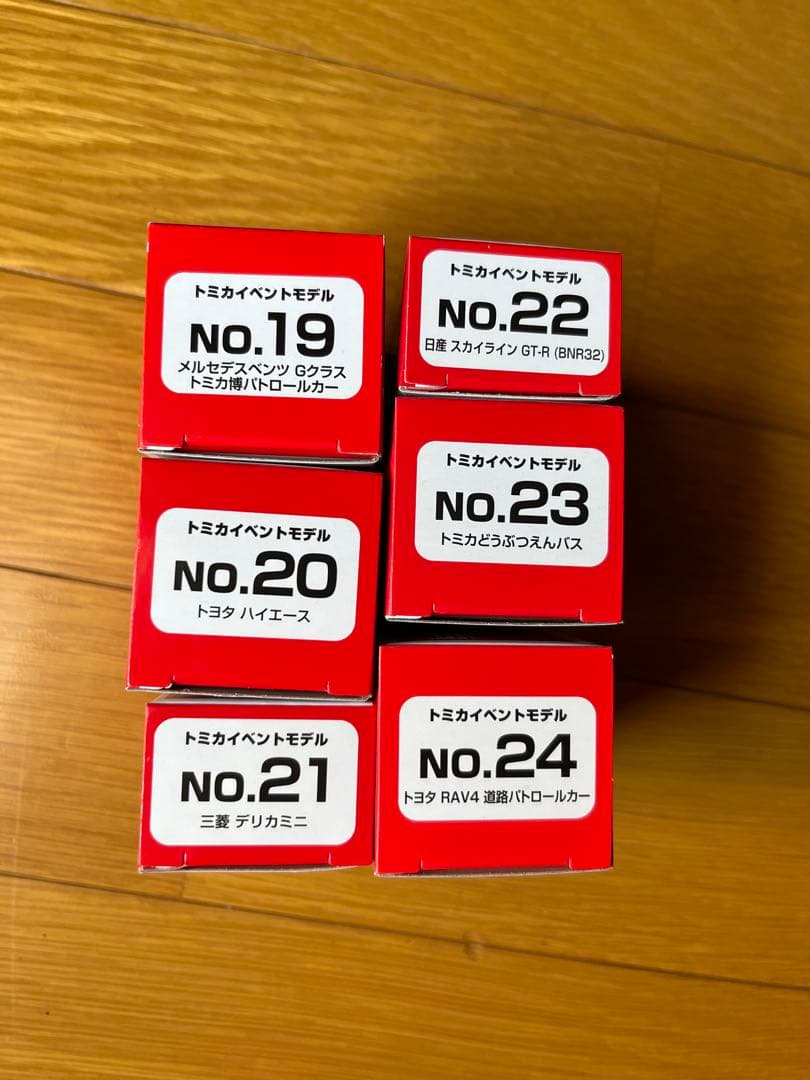 トミカイベントモデル
NO.19
メルセデスベンツ Gクラス
トミカ博パトロールカー
トミカイベントモデル
NO.20
トヨタ ハイエース
トミカイベントモデル
NO.21
三菱 デリカミニ
トミカイベントモデル
NO.22
日産 スカイライン GT-R (BNR32)
トミカイベントモデル
NO.23
トミカどうぶつえんバス
トミカイベントモデル
NO.24
トヨタ RAV4 道路パトロールカー